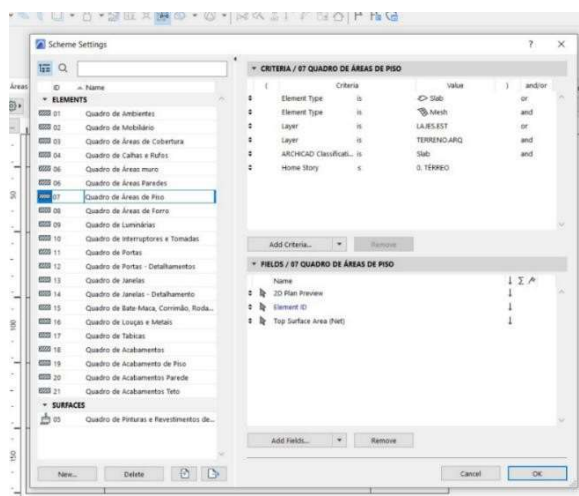 Scheme Settings
? ×
ID Name
ELEMENTS
01 Quadro de Ambientes
02 Quadro de Mobiliário
03 Quadro de Áreas de Cobertura
04 Quadro de Calhas e Rufos
06 Quadro de Áreas muro
06 Quadro de Áreas Paredes
07 Quadro de Áreas de Piso
08 Quadro de Áreas de Forro
09 Quadro de Luminárias
10 Quadro de Interruptores e Tomadas
11 Quadro de Portas
12 Quadro de Portas - Detalhamentos
13 Quadro de Janelas
14 Quadro de Janelas - Detalhamento
15 Quadro de Bate-Maca, Corrimão, Roda...
16 Quadro de Louças e Metais
17 Quadro de Tabicas
18 Quadro de Acabamentos
19 Quadro de Acabamento de Piso
20 Quadro de Acabamentos Parede
21 Quadro de Acabamentos Teto
SURFACES
05 Quadro de Pinturas e Revestimentos de...
New... Delete
CRITERIA / 07 QUADRO DE ÁREAS DE PISO
( Criteria Value ) and/or
Element Type is Slab or
Element Type is Mesh and
Layer is LAJES.EST or
Layer is TERRENO.ARQ and
ARCHICAD Classificati... is Slab and
Home Story 0. TÉRREO
Add Criteria... Remove
FIELDS / 07 QUADRO DE ÁREAS DE PISO
Name
2D Plan Preview
Element ID
Top Surface Area (Net)
Add Fields... Remove
Cancel OK
Áreas
50
100
150